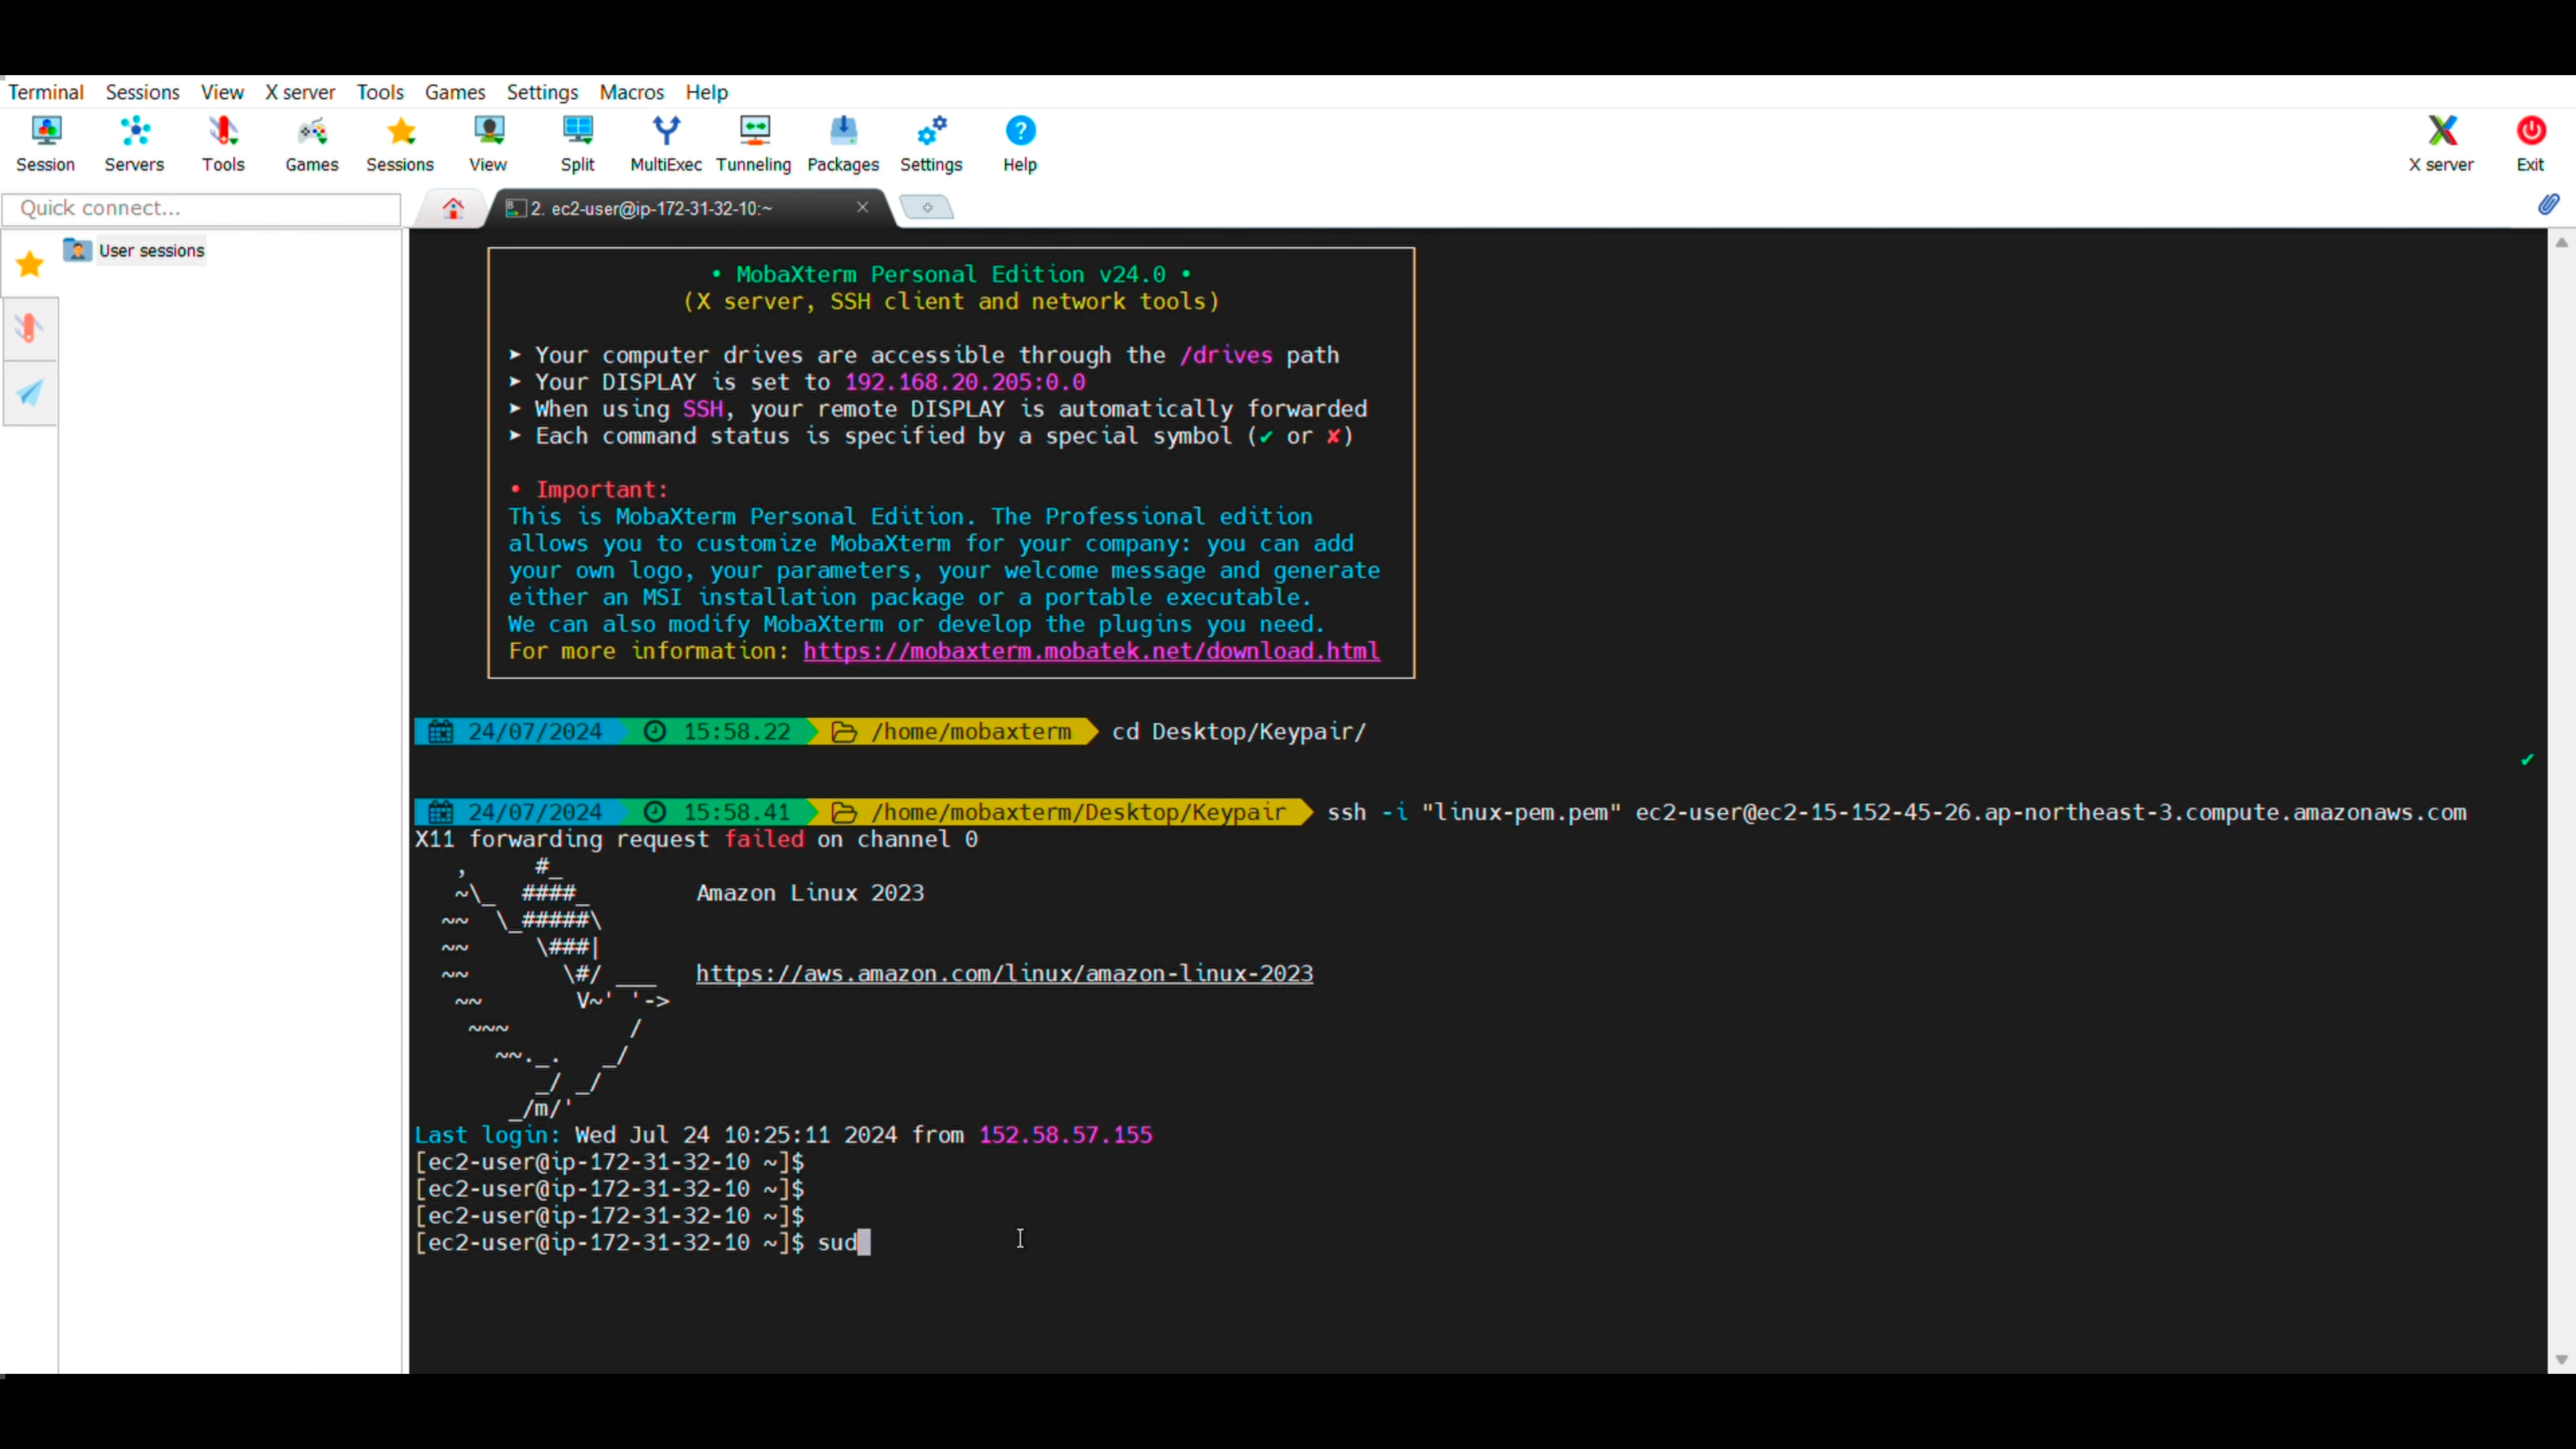 Terminal Sessions View X server Tools Games Settings Macros Help
Session Servers Tools Games Sessions View Split MultiExec Tunneling Packages Settings Help X server Exit
Quick connect...
2. ec2-user@ip-172-31-32-10:~
User sessions
• MobaXterm Personal Edition v24.0 •
(X server, SSH client and network tools)
➤ Your computer drives are accessible through the /drives path
➤ Your DISPLAY is set to 192.168.20.205:0.0
➤ When using SSH, your remote DISPLAY is automatically forwarded
➤ Each command status is specified by a special symbol (✔ or ✘)
• Important:
This is MobaXterm Personal Edition. The Professional edition
allows you to customize MobaXterm for your company: you can add
your own logo, your parameters, your welcome message and generate
either an MSI installation package or a portable executable.
We can also modify MobaXterm or develop the plugins you need.
For more information: https://mobaxterm.mobatek.net/download.html
24/07/2024 15:58.22 /home/mobaxterm cd Desktop/Keypair/
✔
24/07/2024 15:58.41 /home/mobaxterm/Desktop/Keypair ssh -i "linux-pem.pem" ec2-user@ec2-15-152-45-26.ap-northeast-3.compute.amazonaws.com
X11 forwarding request failed on channel 0
   ,     #_
   ~\_  ####_        Amazon Linux 2023
  ~~  \_#####\
  ~~     \###|
  ~~       \#/ ___   https://aws.amazon.com/linux/amazon-linux-2023
   ~~       V~' '->
    ~~~         /
      ~~._.   _/
         _/ _/
       _/m/'
Last login: Wed Jul 24 10:25:11 2024 from 152.58.57.155
[ec2-user@ip-172-31-32-10 ~]$
[ec2-user@ip-172-31-32-10 ~]$
[ec2-user@ip-172-31-32-10 ~]$
[ec2-user@ip-172-31-32-10 ~]$ sud